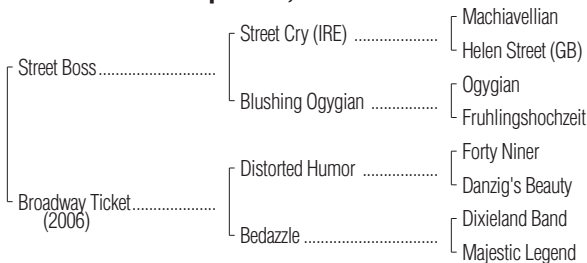 Machiavellian
Street Cry (IRE) ....................
Helen Street (GB)
Street Boss............................
Ogygian
Blushing Ogygian ................
Fruhlingshochzeit
Forty Niner
Distorted Humor ..................
Danzig's Beauty
Broadway Ticket....................
(2006)
Dixieland Band
Bedazzle ................................
Majestic Legend